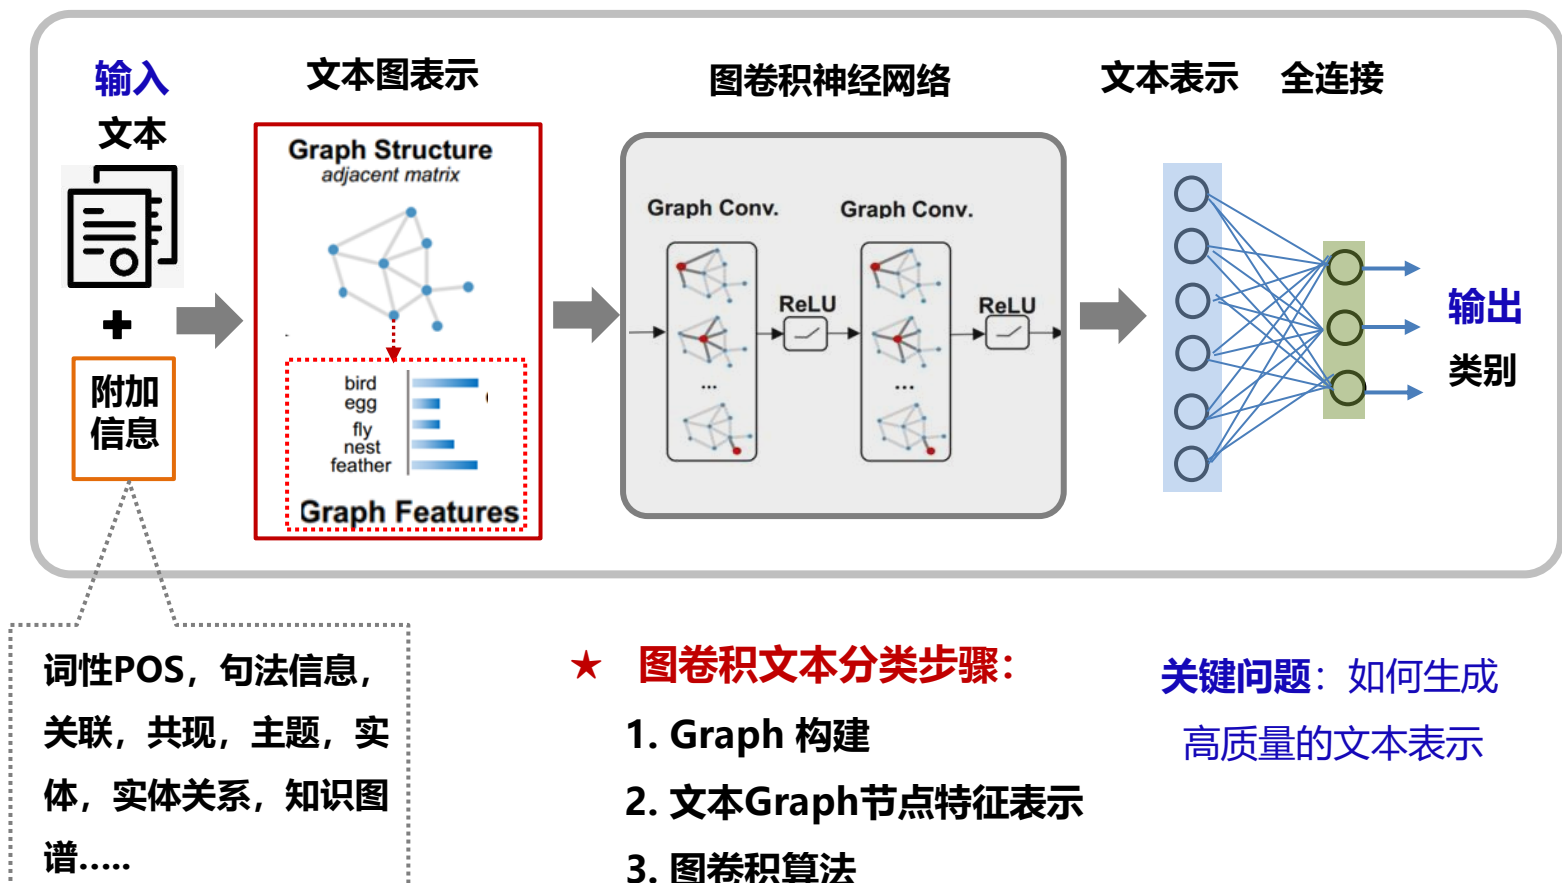 输入
文本
附加
信息
文本图表示
Graph Structure
adjacent matrix
bird
egg
fly
nest
feather
Graph Features
图卷积神经网络
Graph Conv.
ReLU
Graph Conv.
ReLU
...
...
文本表示
全连接
输出
类别
词性POS，句法信息，
关联，共现，主题，实
体，实体关系，知识图
谱…..
★ 图卷积文本分类步骤：
1. Graph 构建
2. 文本Graph节点特征表示
3. 图卷积算法
关键问题：如何生成
高质量的文本表示